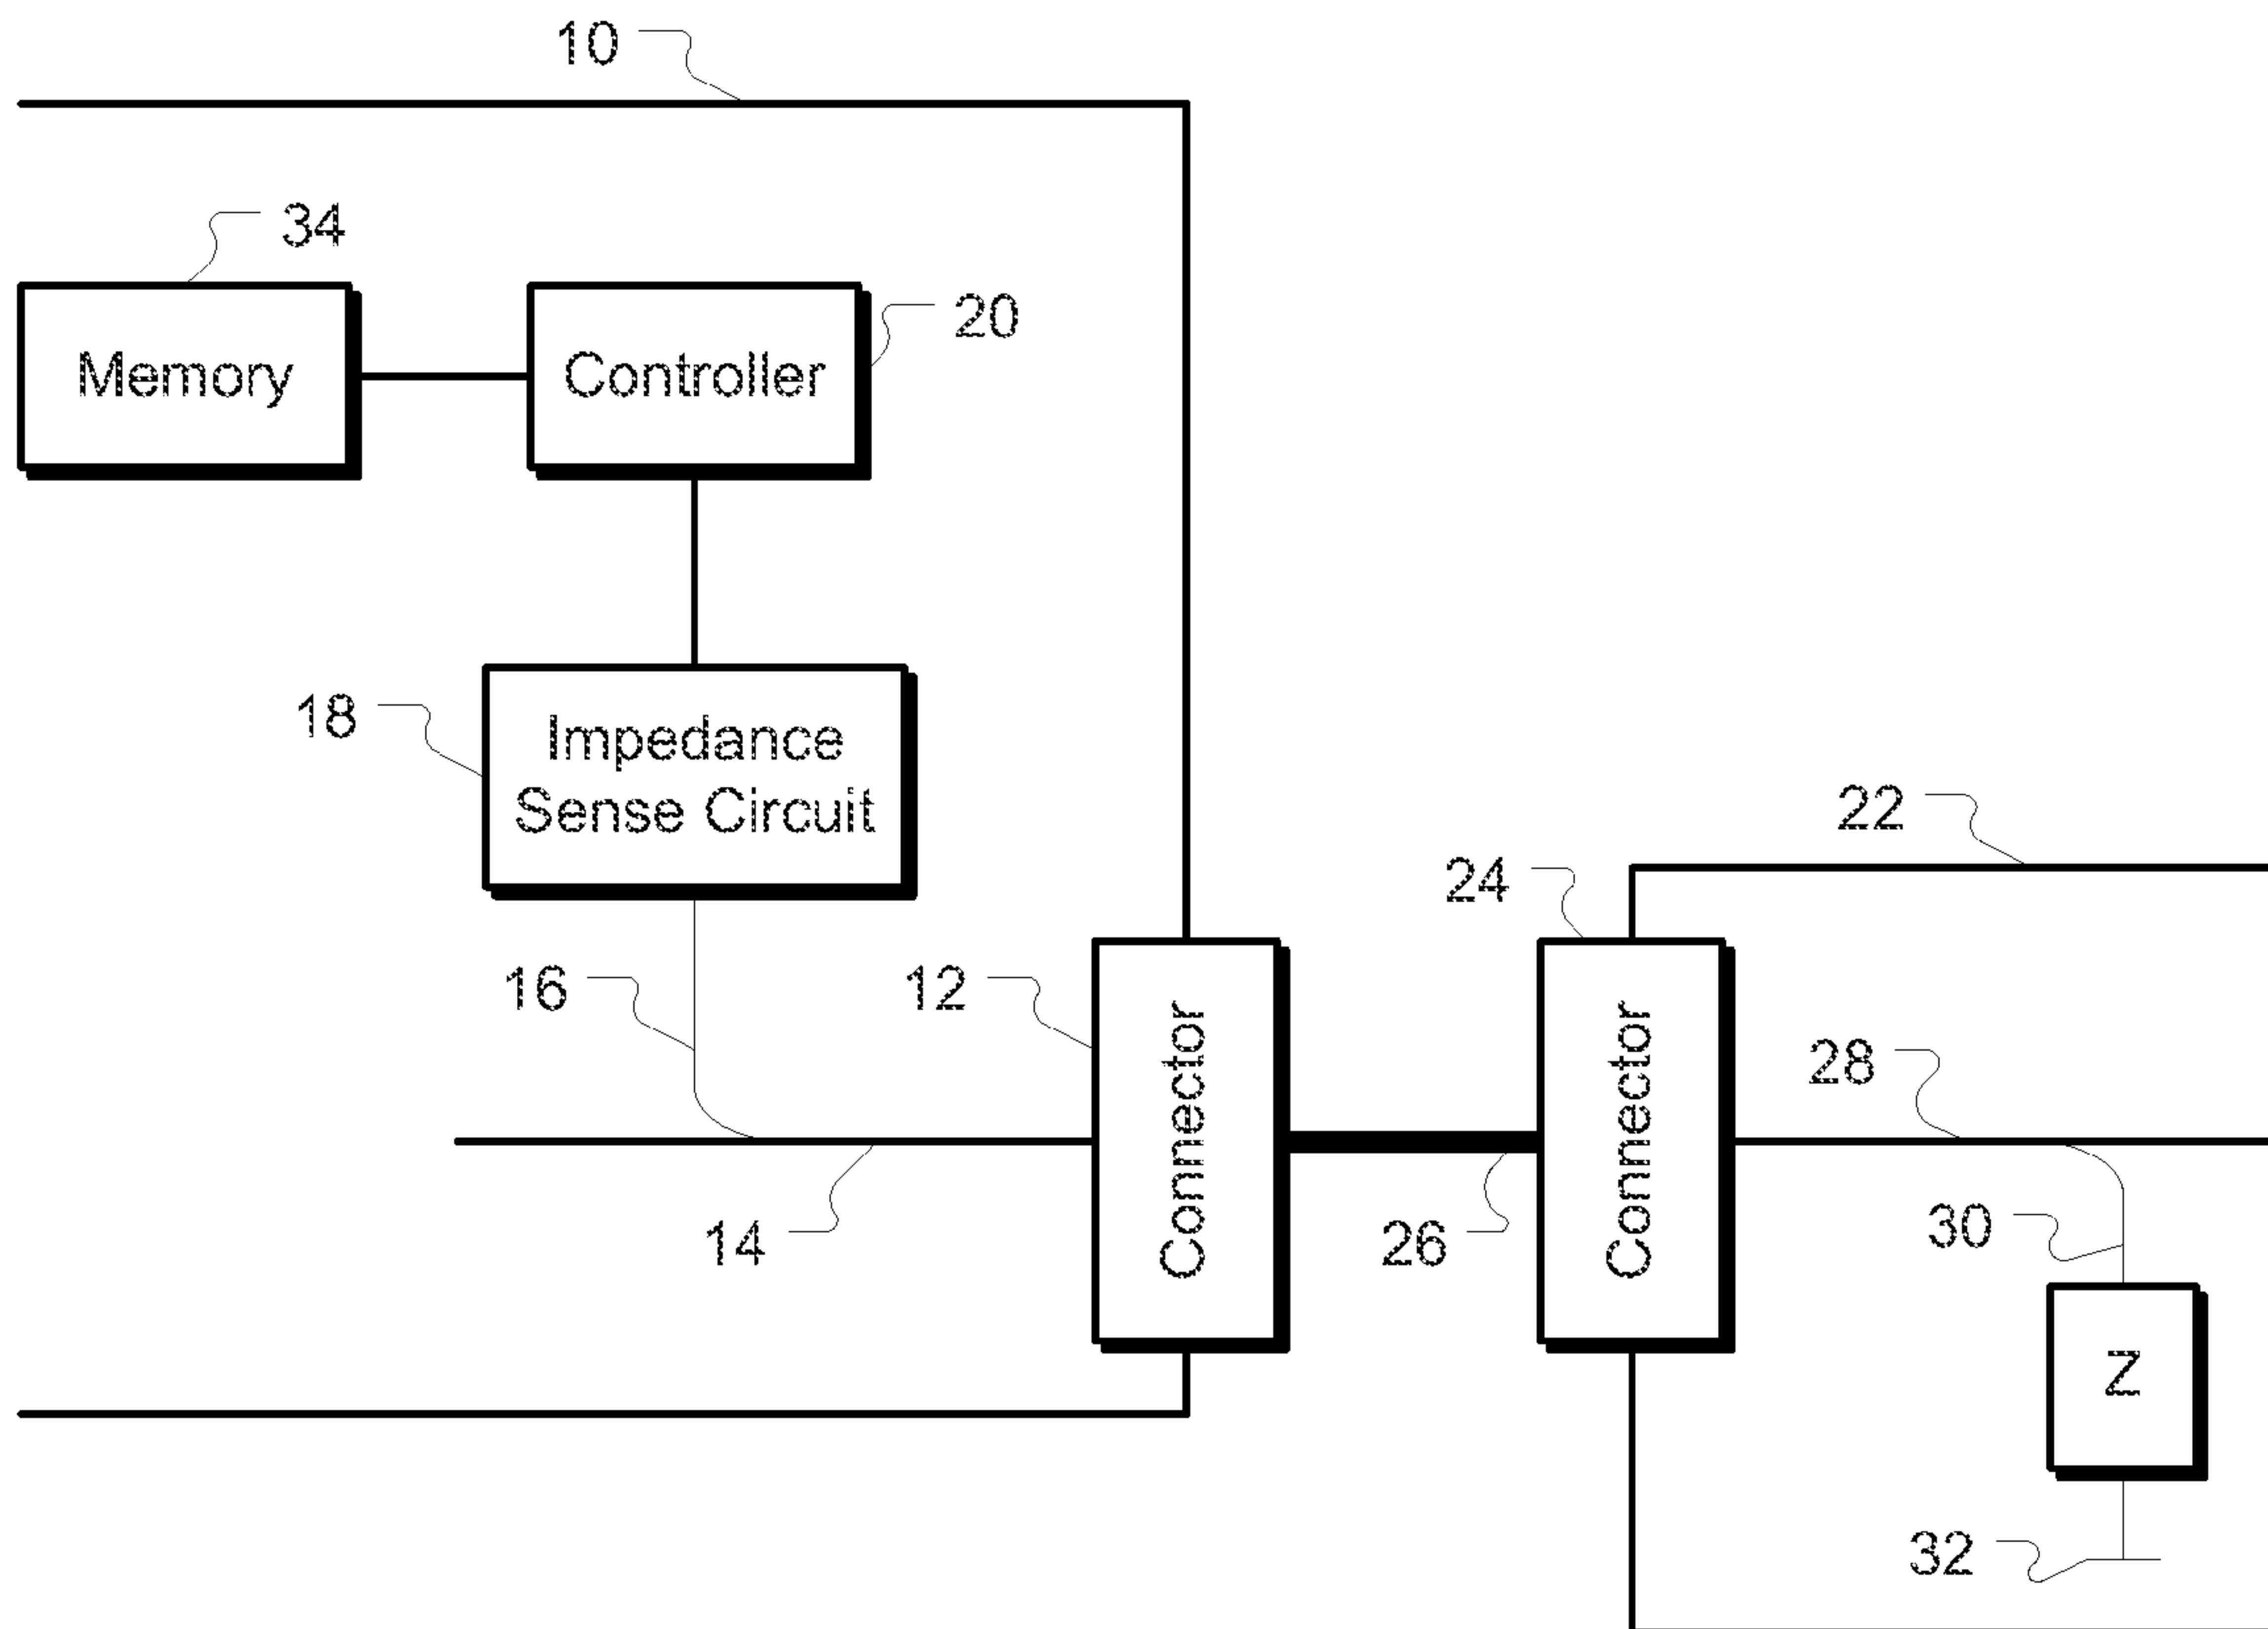 10
34
Memory
Controller
20
18
Impedance
Sense Circuit
22
24
16
12
Connector
Connector
28
14
26
30
Z
32